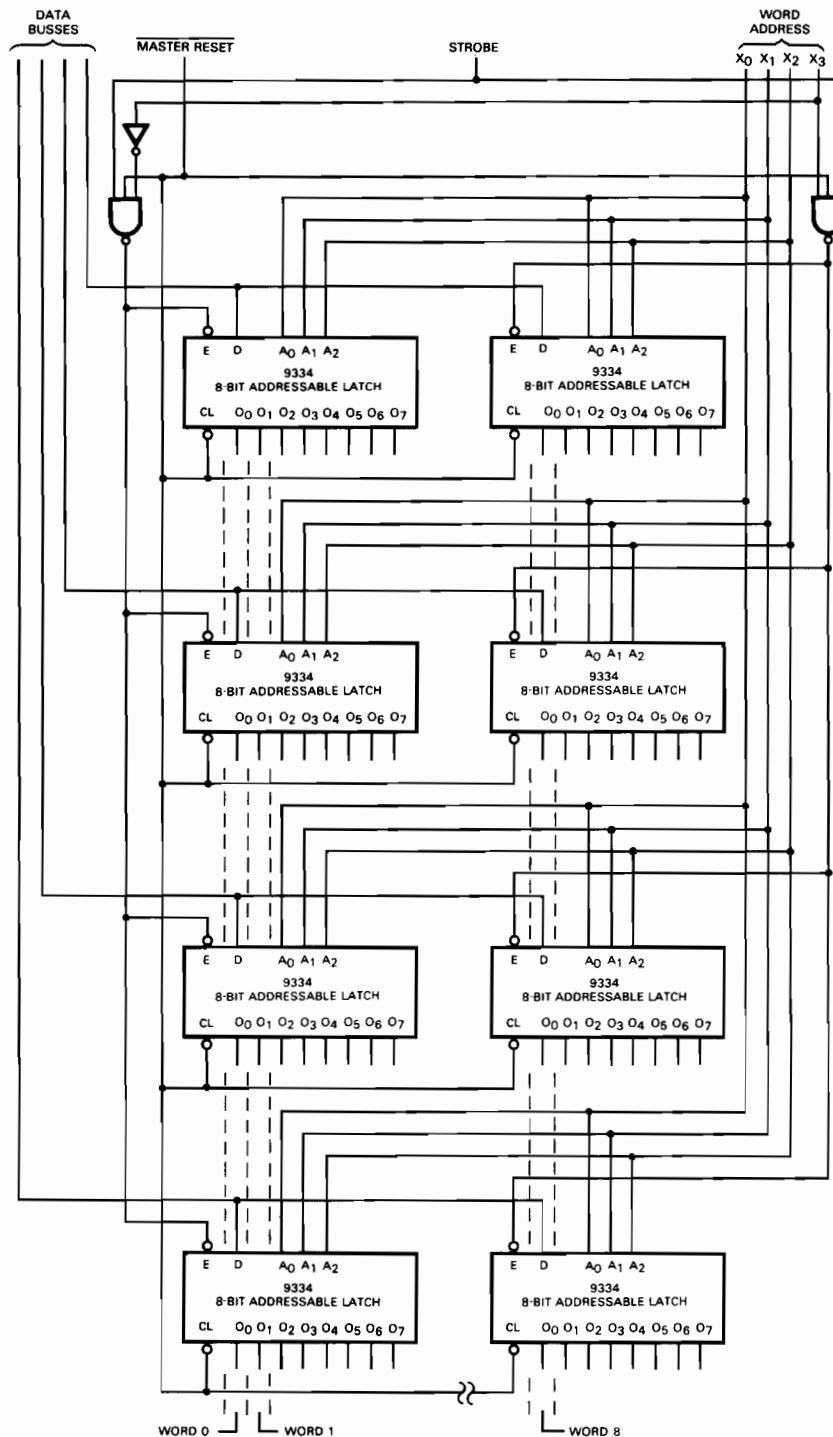 DATA BUSSES
MASTER RESET
STROBE
WORD ADDRESS
X0 X1 X2 X3
E D A0 A1 A2
9334
8-BIT ADDRESSABLE LATCH
CL O0 O1 O2 O3 O4 O5 O6 O7
E D A0 A1 A2
9334
8-BIT ADDRESSABLE LATCH
CL O0 O1 O2 O3 O4 O5 O6 O7
E D A0 A1 A2
9334
8-BIT ADDRESSABLE LATCH
CL O0 O1 O2 O3 O4 O5 O6 O7
E D A0 A1 A2
9334
8-BIT ADDRESSABLE LATCH
CL O0 O1 O2 O3 O4 O5 O6 O7
E D A0 A1 A2
9334
8-BIT ADDRESSABLE LATCH
CL O0 O1 O2 O3 O4 O5 O6 O7
E D A0 A1 A2
9334
8-BIT ADDRESSABLE LATCH
CL O0 O1 O2 O3 O4 O5 O6 O7
E D A0 A1 A2
9334
8-BIT ADDRESSABLE LATCH
CL O0 O1 O2 O3 O4 O5 O6 O7
E D A0 A1 A2
9334
8-BIT ADDRESSABLE LATCH
CL O0 O1 O2 O3 O4 O5 O6 O7
WORD 0
WORD 1
WORD 8